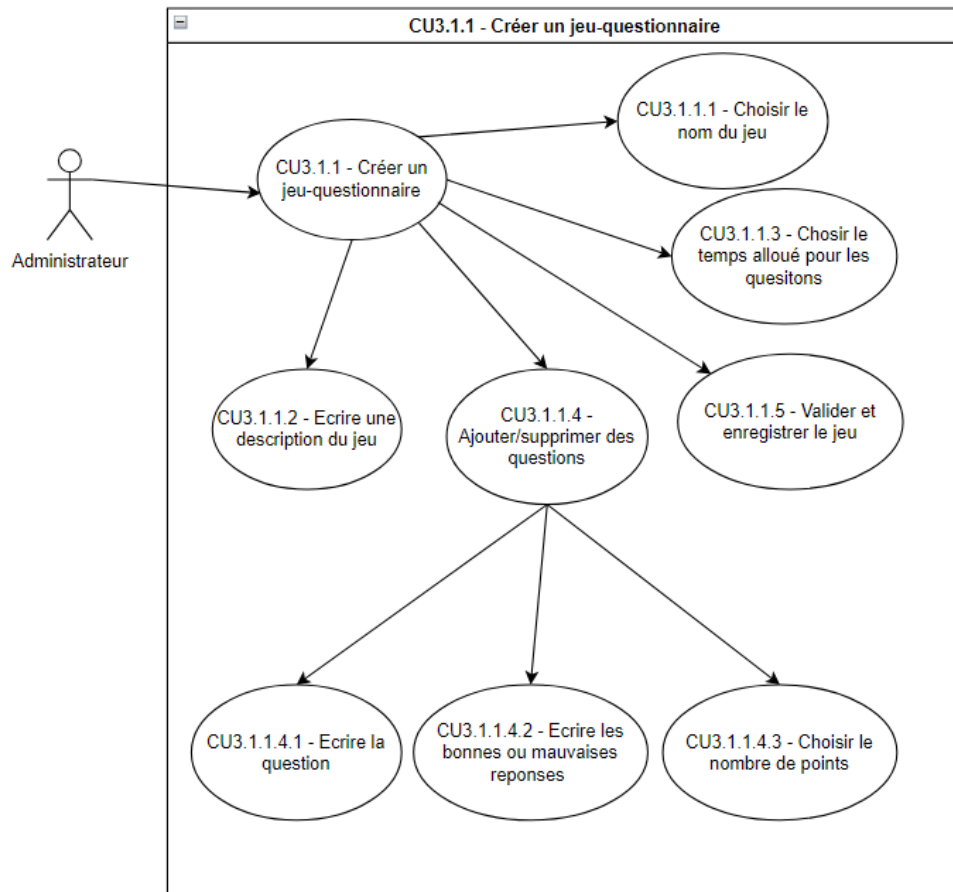 CU3.1.1 - Créer un jeu-questionnaire
CU3.1.1.1 - Choisir le
nom du jeu
CU3.1.1 - Créer un
jeu-questionnaire
Administrateur
CU3.1.1.3 - Chosir le
temps alloué pour les
quesitons
CU3.1.1.2 - Ecrire une
description du jeu
CU3.1.1.4 -
Ajouter/supprimer des
questions
CU3.1.1.5 - Valider et
enregistrer le jeu
CU3.1.1.4.1 - Ecrire la
question
CU3.1.1.4.2 - Ecrire les
bonnes ou mauvaises
reponses
CU3.1.1.4.3 - Choisir le
nombre de points